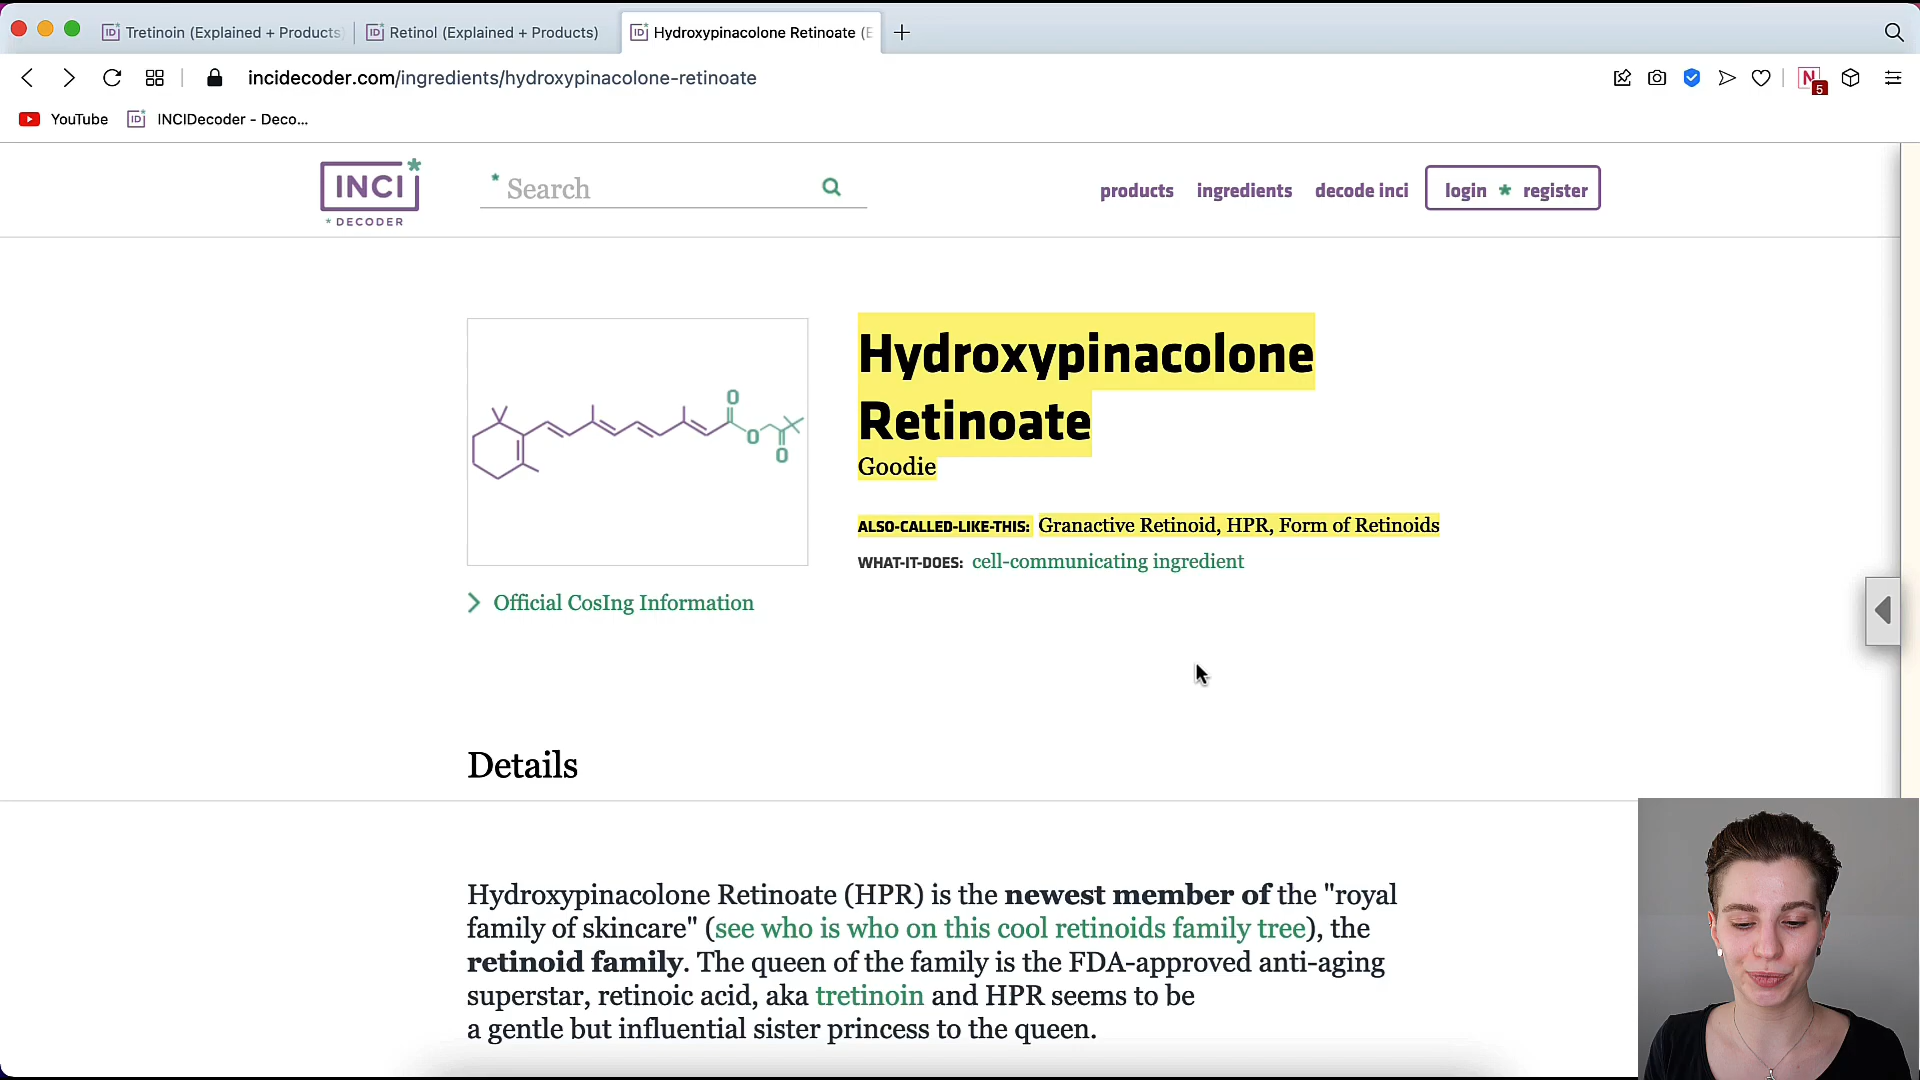 Tretinoin (Explained + Products)
Retinol (Explained + Products)
Hydroxypinacolone Retinoate (E
incidecoder.com/ingredients/hydroxypinacolone-retinoate
N 5
YouTube
INCIDecoder - Deco...
INCI*
* DECODER
* Search
products
ingredients
decode inci
login * register
Hydroxypinacolone
Retinoate
Goodie
ALSO-CALLED-LIKE-THIS: Granactive Retinoid, HPR, Form of Retinoids
WHAT-IT-DOES: cell-communicating ingredient
O
O
O
Official CosIng Information
Details
Hydroxypinacolone Retinoate (HPR) is the newest member of the "royal
family of skincare" (see who is who on this cool retinoids family tree), the
retinoid family. The queen of the family is the FDA-approved anti-aging
superstar, retinoic acid, aka tretinoin and HPR seems to be
a gentle but influential sister princess to the queen.